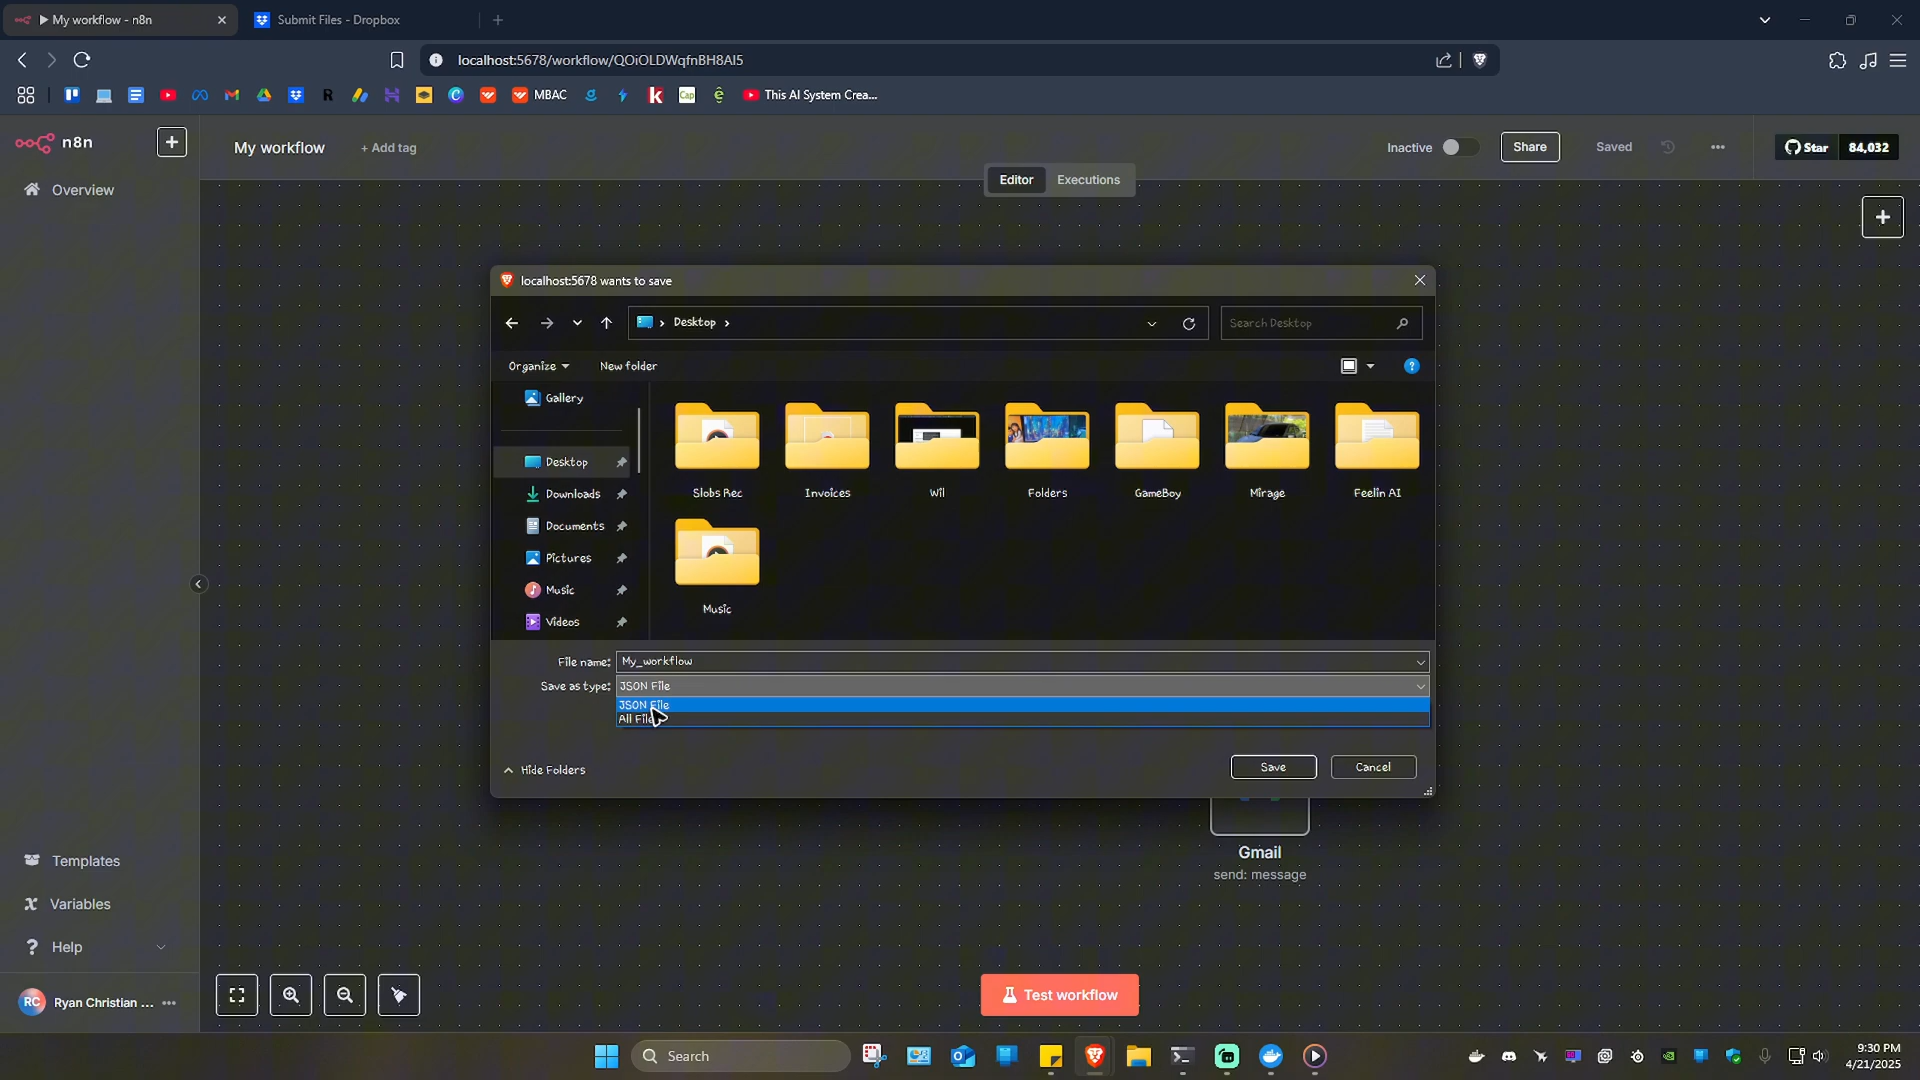 My workflow - n8n
Submit Files - Dropbox
localhost:5678/workflow/QOiOLDWqfnBH8AI5
MBAC
This AI System Crea...
n8n
My workflow
+ Add tag
Inactive
Share
Saved
Star
84,032
Editor
Executions
Overview
localhost:5678 wants to save
Desktop
Search Desktop
Organize
New folder
Gallery
Desktop
Downloads
Documents
Pictures
Music
Videos
Slobs Rec
Invoices
Wil
Folders
GameBoy
Mirage
Feelin AI
Music
File name:
My_workflow
Save as type:
JSON File
JSON File
All
Hide Folders
Save
Cancel
Gmail
send: message
Templates
Variables
Help
RC
Ryan Christian ...
Test workflow
Search
9:30 PM
4/21/2025